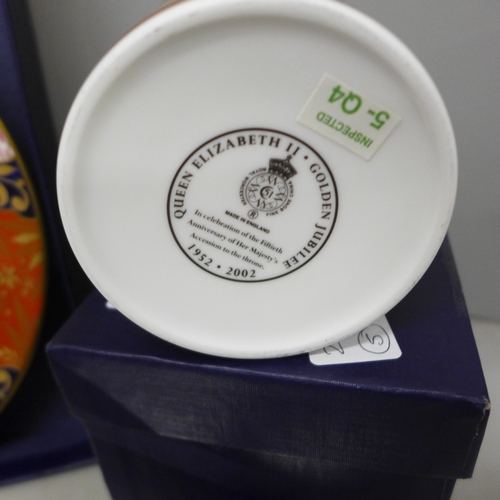 QUEEN ELIZABETH II • GOLDEN JUBILEE
MADE IN ENGLAND
In celebration of the Fiftieth
Anniversary of Her Majesty's
Accession to the throne.
1952 • 2002
INSPECTED
5-Q4
2
5